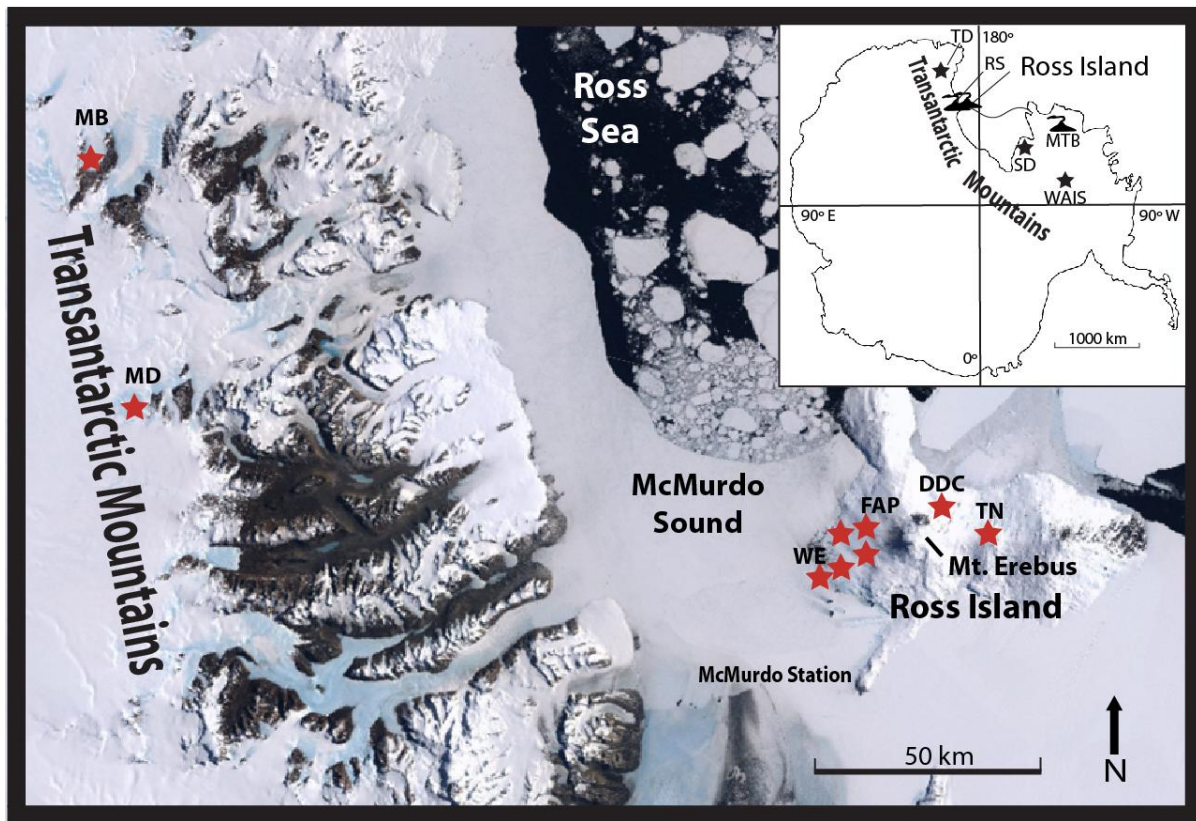 MB
Ross
Sea
TD
180°
RS
Ross Island
Transantarctic
Mountains
MTB
SD
WAIS
90° E
90° W
0°
1000 km
MD
Transantarctic Mountains
McMurdo
Sound
FAP
DDC
TN
WE
Mt. Erebus
Ross Island
McMurdo Station
50 km
N